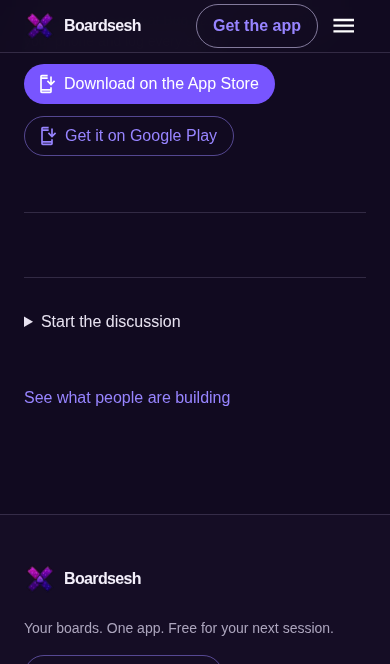 Boardsesh
Get the app
Download on the App Store
Get it on Google Play
Start the discussion
See what people are building
Boardsesh
Your boards. One app. Free for your next session.